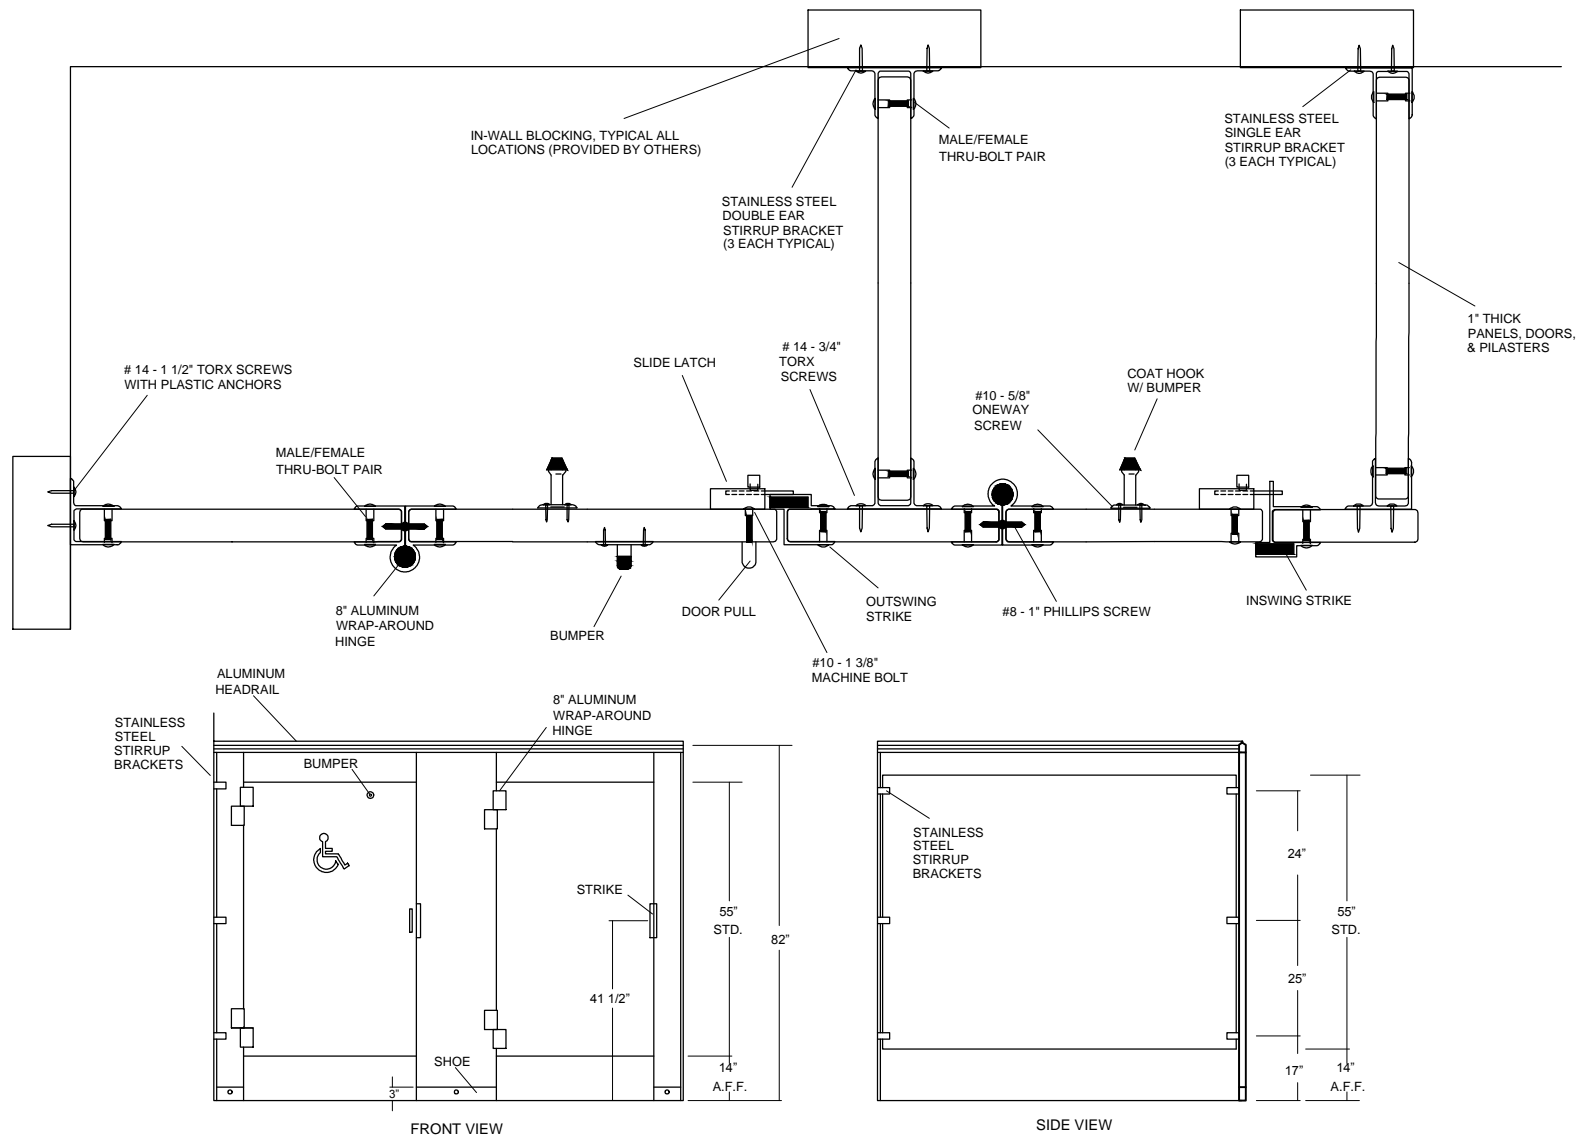 IN-WALL BLOCKING, TYPICAL ALL
LOCATIONS (PROVIDED BY OTHERS)
MALE/FEMALE
THRU-BOLT PAIR
STAINLESS STEEL
SINGLE EAR
STIRRUP BRACKET
(3 EACH TYPICAL)
STAINLESS STEEL
DOUBLE EAR
STIRRUP BRACKET
(3 EACH TYPICAL)
1" THICK
PANELS, DOORS,
& PILASTERS
# 14 - 1 1/2" TORX SCREWS
WITH PLASTIC ANCHORS
SLIDE LATCH
# 14 - 3/4"
TORX
SCREWS
#10 - 5/8"
ONEWAY
SCREW
COAT HOOK
W/ BUMPER
MALE/FEMALE
THRU-BOLT PAIR
8" ALUMINUM
WRAP-AROUND
HINGE
BUMPER
DOOR PULL
OUTSWING
STRIKE
#8 - 1" PHILLIPS SCREW
INSWING STRIKE
#10 - 1 3/8"
MACHINE BOLT
ALUMINUM
HEADRAIL
8" ALUMINUM
WRAP-AROUND
HINGE
STAINLESS
STEEL
STIRRUP
BRACKETS
BUMPER
STRIKE
41 1/2"
55"
STD.
82"
SHOE
3"
14"
A.F.F.
FRONT VIEW
STAINLESS
STEEL
STIRRUP
BRACKETS
24"
25"
17"
55"
STD.
14"
A.F.F.
SIDE VIEW